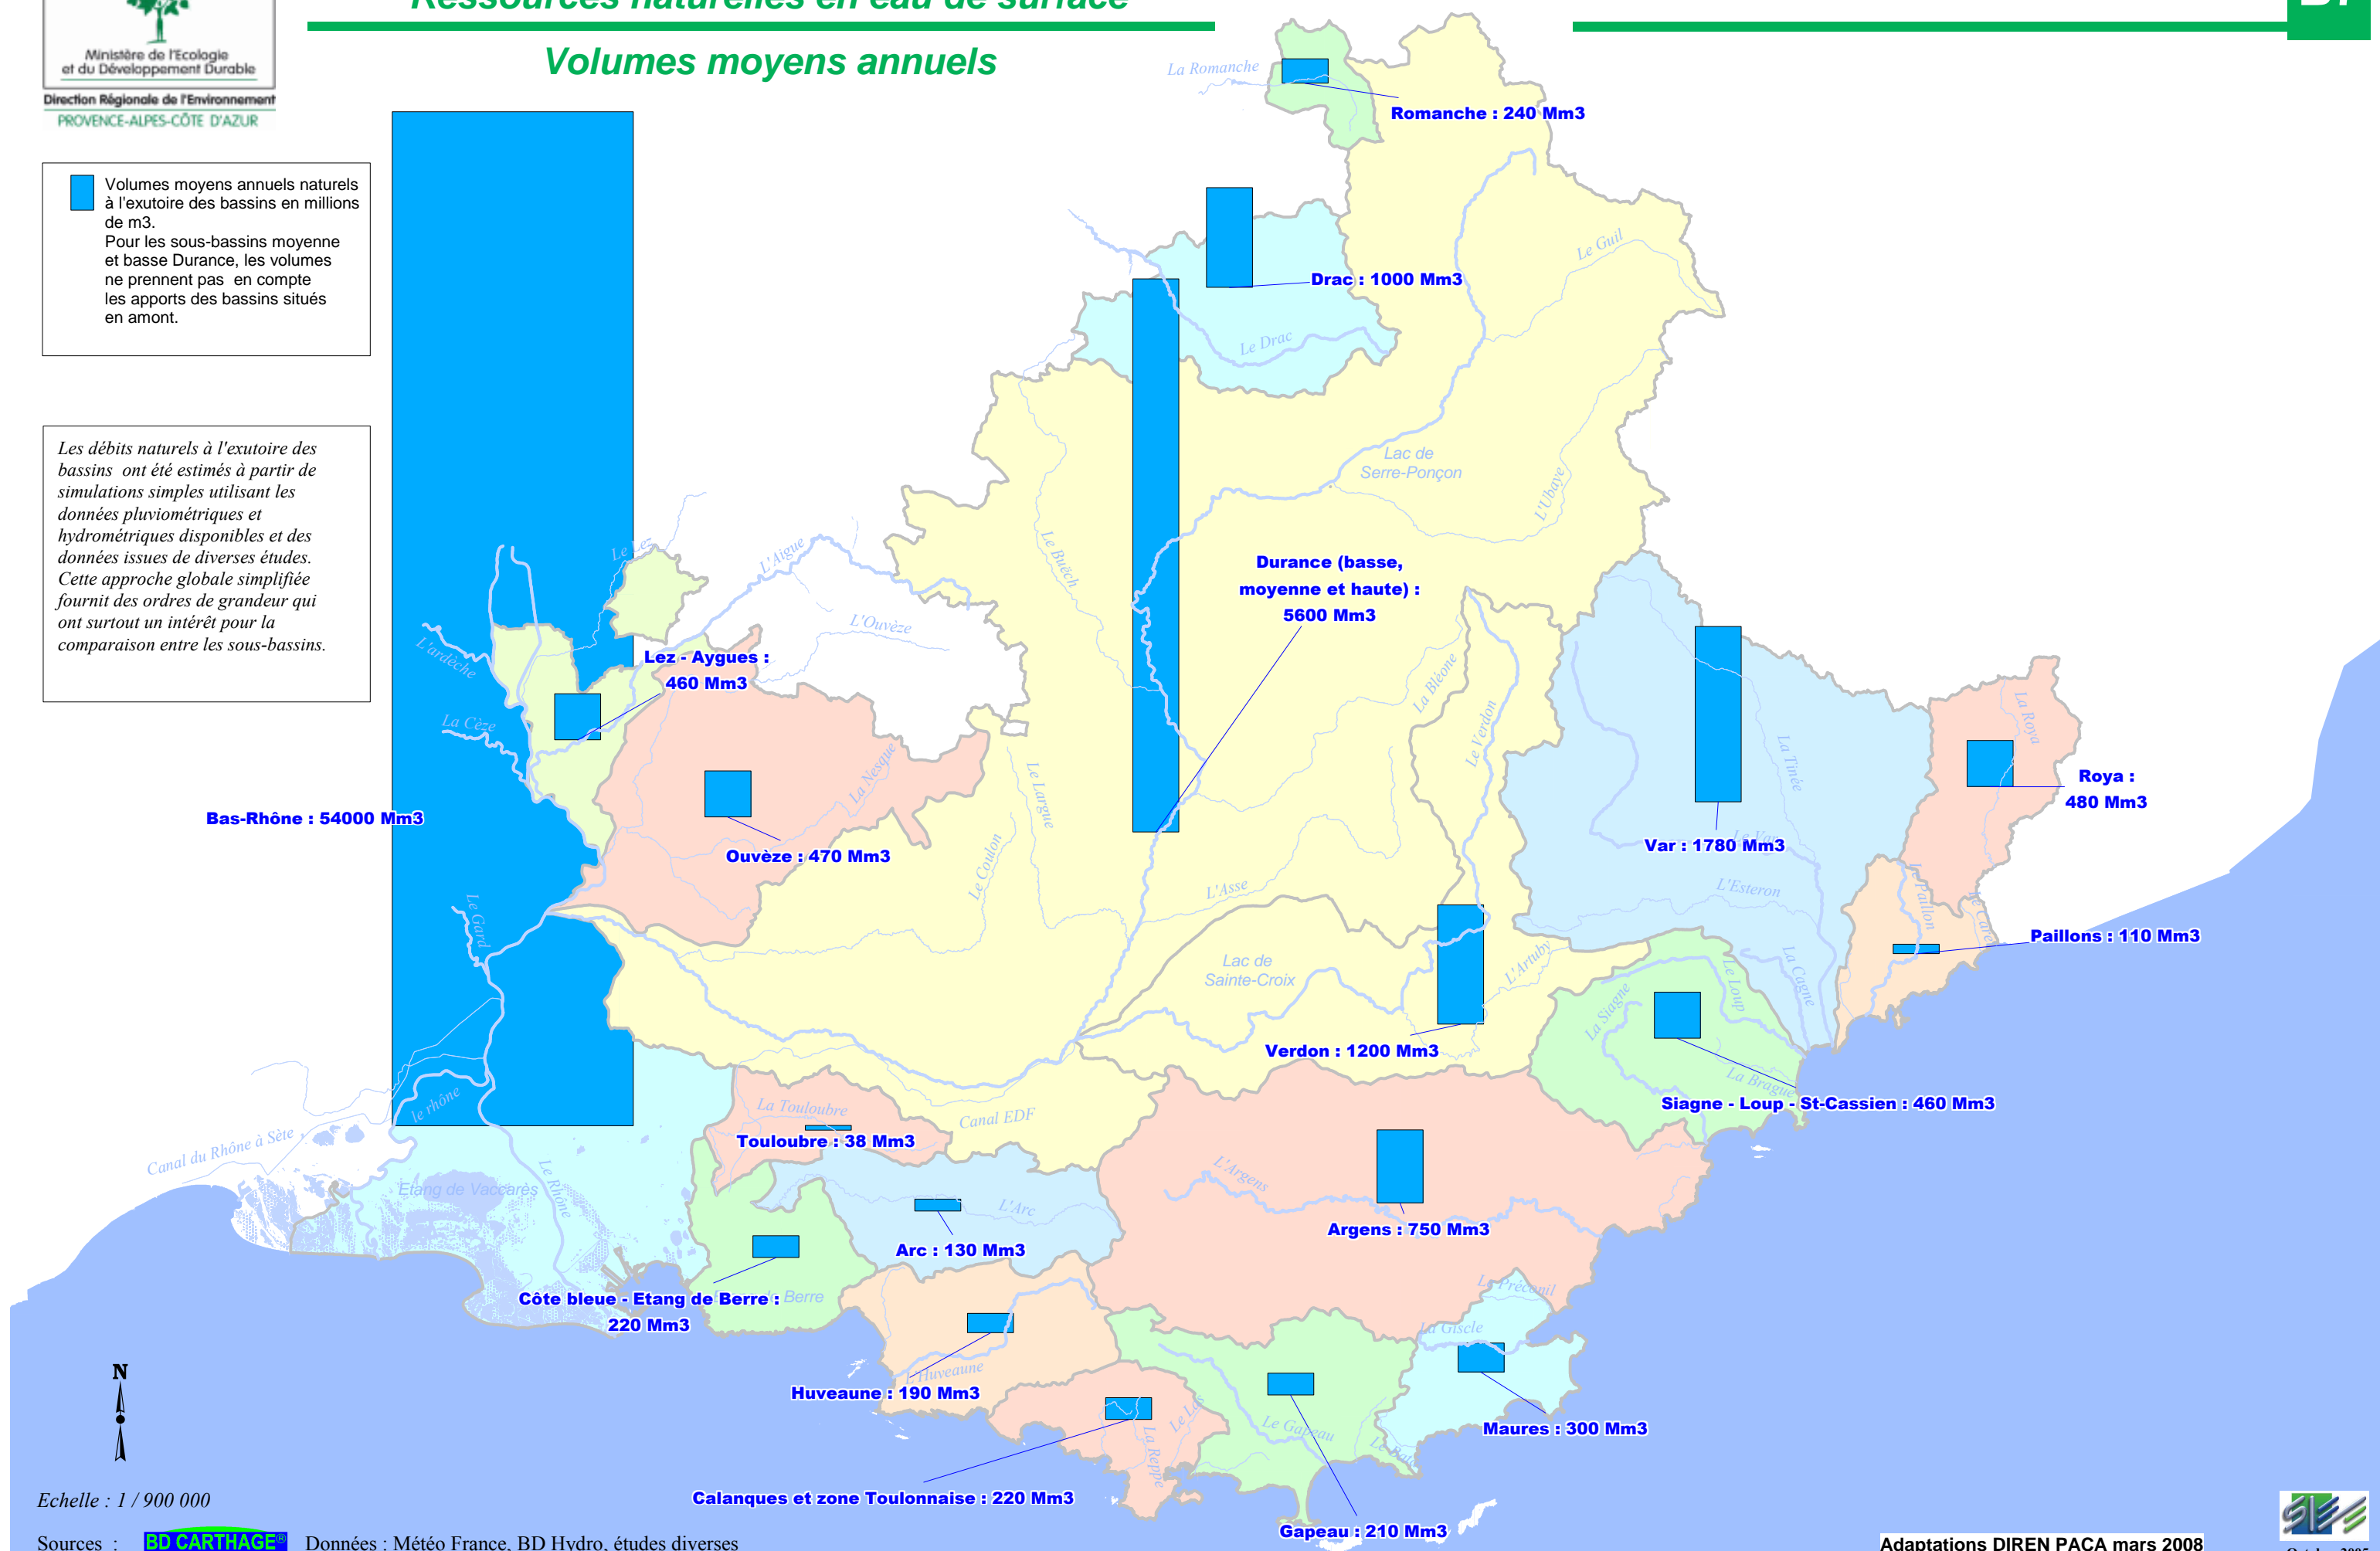 Ressources naturelles en eau de surface
Volumes moyens annuels
B7
Ministère de l'Ecologie
et du Développement Durable
Direction Régionale de l'Environnement
PROVENCE-ALPES-CÔTE D'AZUR
Volumes moyens annuels naturels
à l'exutoire des bassins en millions
de m3.
Pour les sous-bassins moyenne
et basse Durance, les volumes
ne prennent pas en compte
les apports des bassins situés
en amont.
Les débits naturels à l'exutoire des
bassins ont été estimés à partir de
simulations simples utilisant les
données pluviométriques et
hydrométriques disponibles et des
données issues de diverses études.
Cette approche globale simplifiée
fournit des ordres de grandeur qui
ont surtout un intérêt pour la
comparaison entre les sous-bassins.
La Romanche
Romanche : 240 Mm3
Le Guil
Drac : 1000 Mm3
Le Drac
Lac de
Serre-Ponçon
L'Ubaye
Le Buëch
Le Lez
L'Aigue
L'Ouvèze
Durance (basse,
moyenne et haute) :
5600 Mm3
L'ardèche
Lez - Aygues :
460 Mm3
La Cèze
La Bléone
Le Verdon
La Tinée
La Roya
Roya :
480 Mm3
La Nesque
Le Largue
Bas-Rhône : 54000 Mm3
Ouvèze : 470 Mm3
Le Var
Var : 1780 Mm3
Le Coulon
L'Asse
L'Esteron
Le Paillon
Le Gard
Paillons : 110 Mm3
Lac de
Sainte-Croix
L'Artuby
La Cagne
Le Loup
La Siagne
Verdon : 1200 Mm3
La Brague
Siagne - Loup - St-Cassien : 460 Mm3
le rhône
La Touloubre
Canal EDF
Touloubre : 38 Mm3
Canal du Rhône à Sète
Etang de Vaccarès
Le Rhône
L'Arc
L'Argens
Arc : 130 Mm3
Argens : 750 Mm3
Côte bleue - Etang de Berre :
220 Mm3
Berre
La Giscle
L'Huveaune
Huveaune : 190 Mm3
Le Las
La Reppe
Le Gapeau
Maures : 300 Mm3
Calanques et zone Toulonnaise : 220 Mm3
Gapeau : 210 Mm3
N
Echelle : 1 / 900 000
Sources : BD CARTHAGE® Données : Météo France, BD Hydro, études diverses
Adaptations DIREN PACA mars 2008
SIEE
Octobre 2005